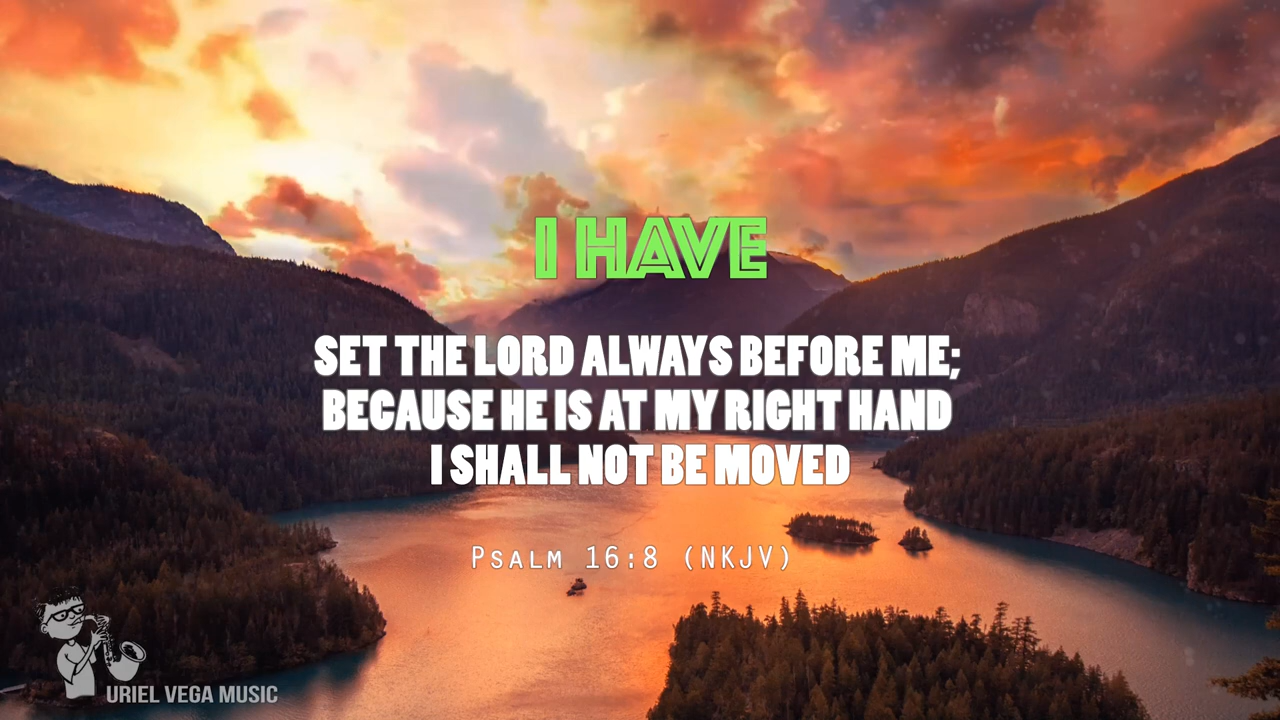 I HAVE
SET THE LORD ALWAYS BEFORE ME;
BECAUSE HE IS AT MY RIGHT HAND
I SHALL NOT BE MOVED
PSALM 16:8 (NKJV)
URIEL VEGA MUSIC